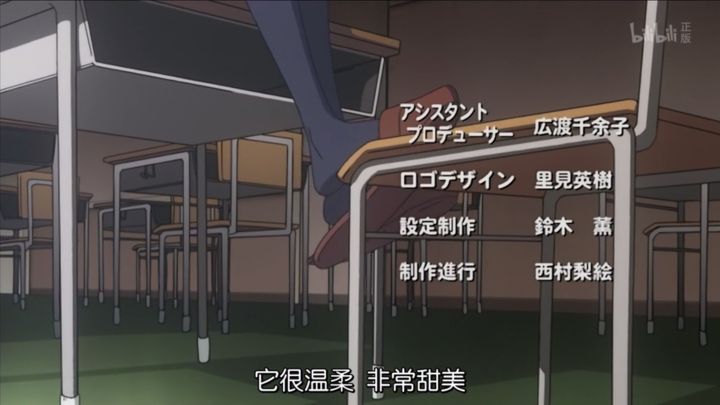 bilibili 正版
アシスタント
プロデューサー 広渡千余子
ロゴデザイン 里見英樹
設定制作 鈴木 薫
制作進行 西村梨絵
它很温柔 非常甜美